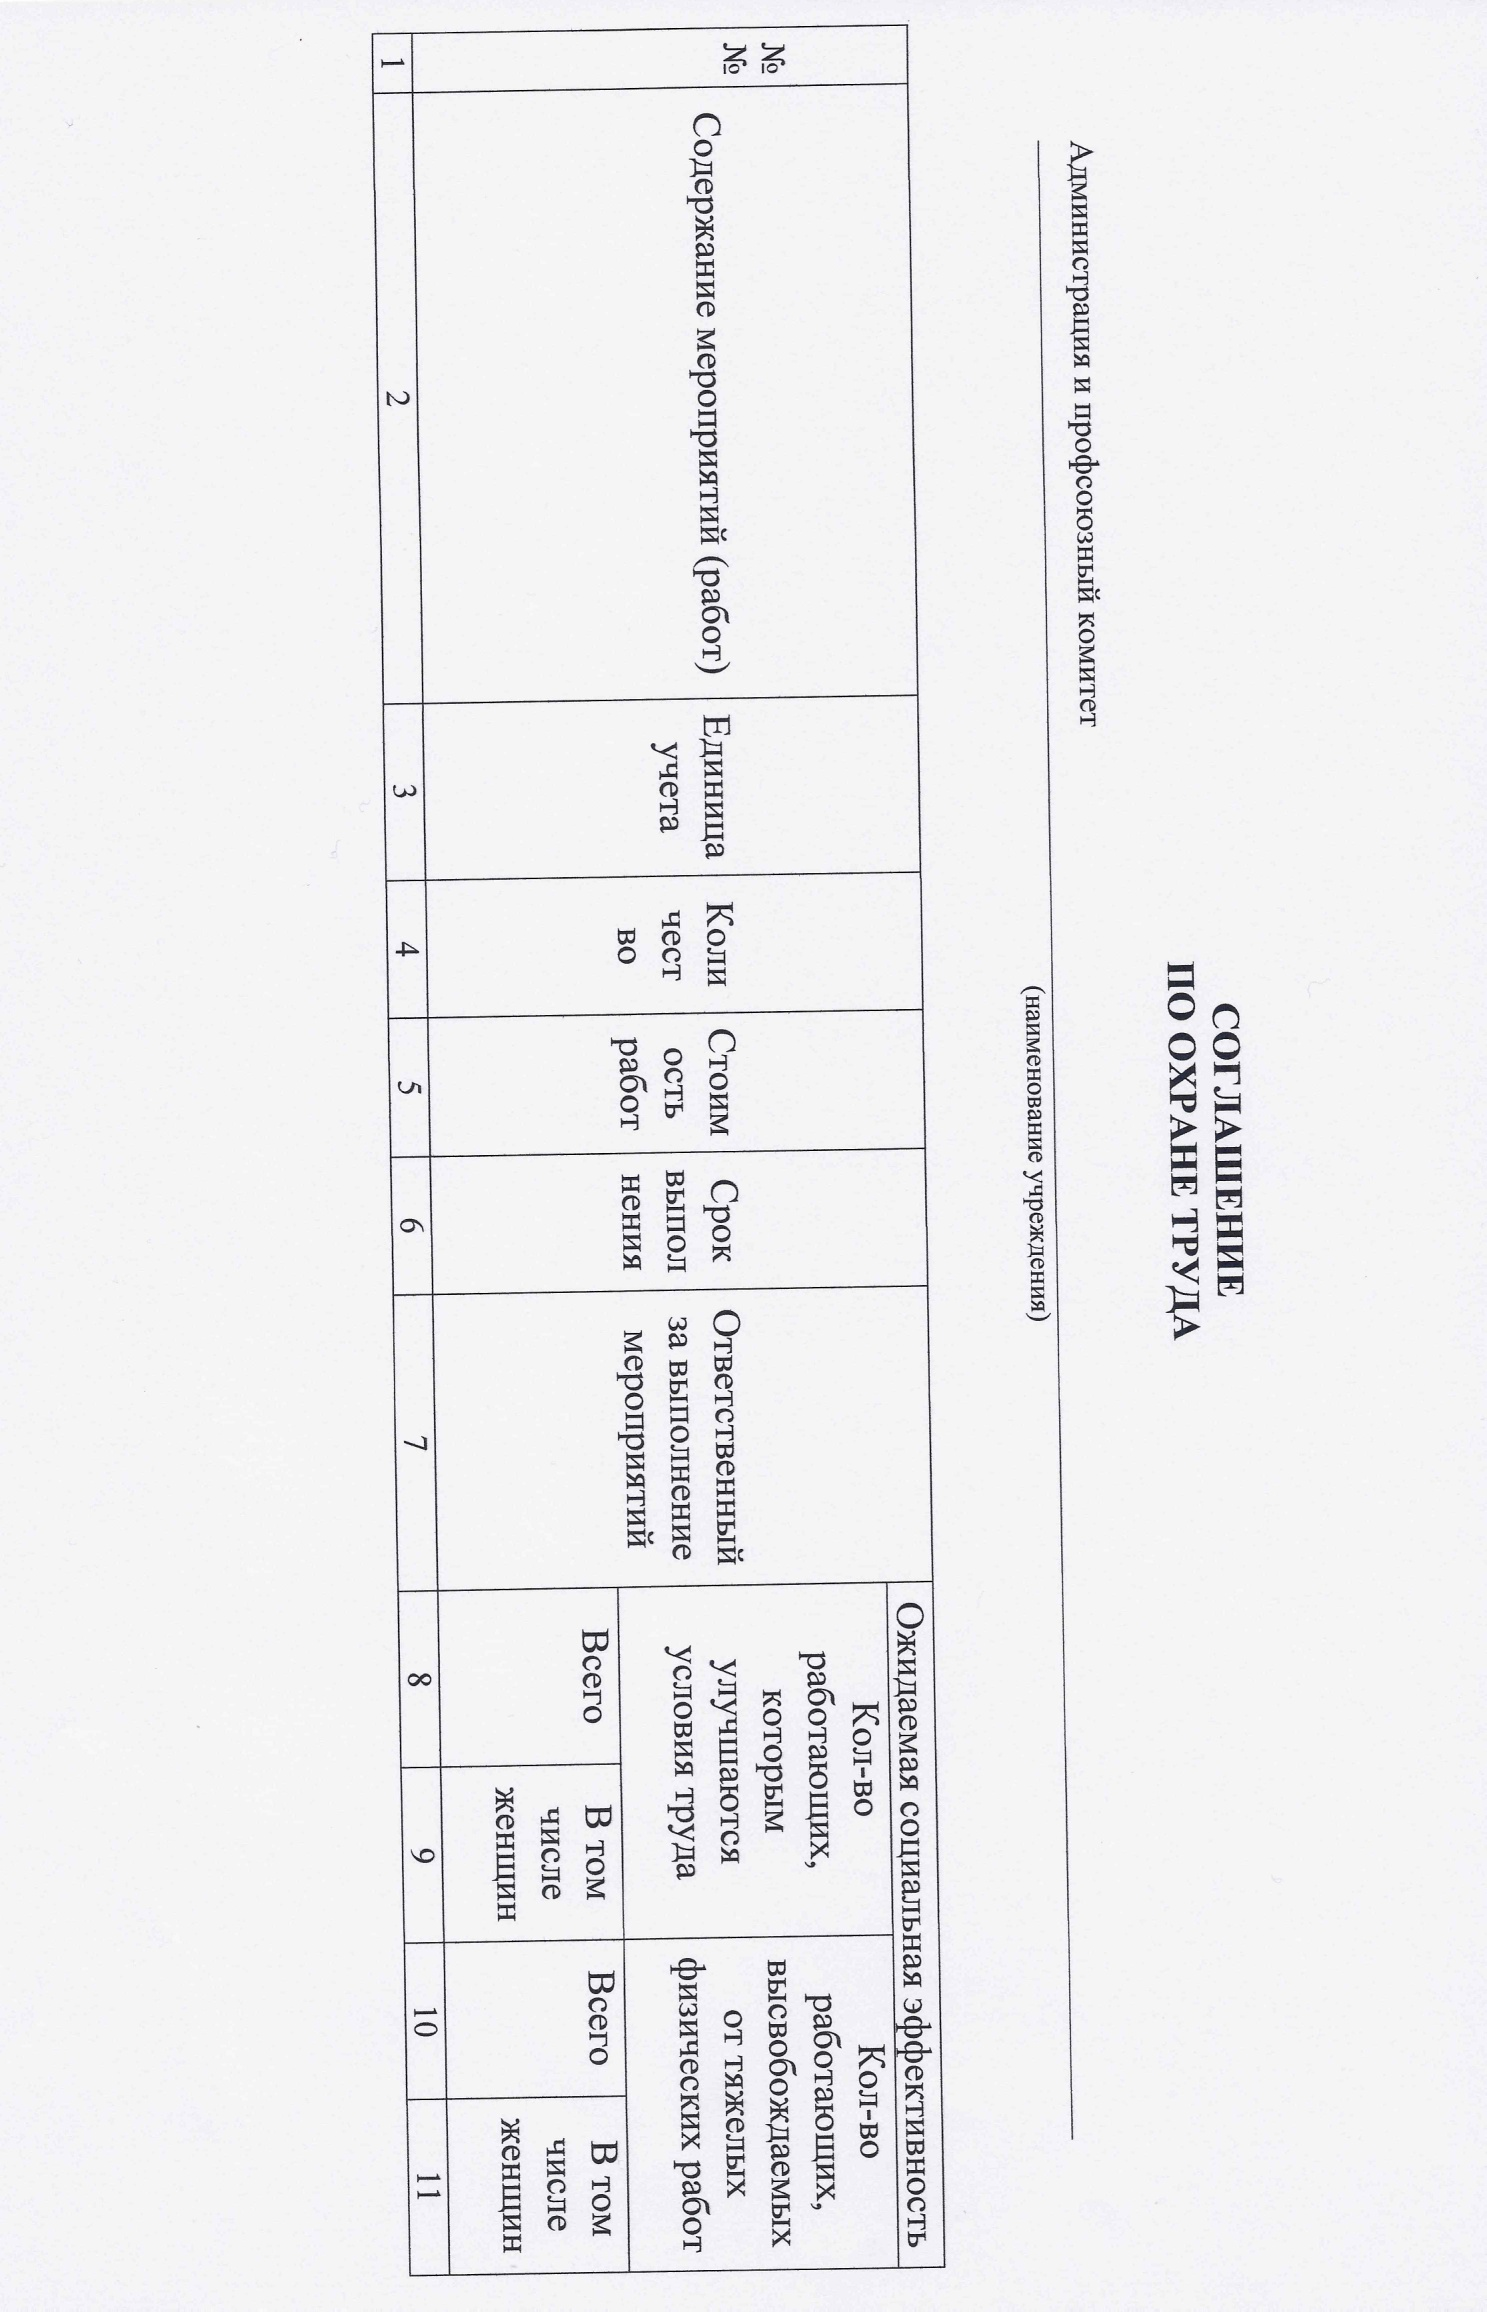 СОГЛАШЕНИЕ
ПО ОХРАНЕ ТРУДА
Администрация и профсоюзный комитет
(наименование учреждения)
№
№
Содержание мероприятий (работ)
Единица
учета
Коли
чест
во
Стоим
ость
работ
Срок
выпол
нения
Ответственный
за выполнение
мероприятий
Ожидаемая социальная эффективность
Кол-во
работающих,
которым
улучшаются
условия труда
Кол-во
работающих,
высвобождаемых
от тяжелых
физических работ
Всего
В том
числе
женщин
Всего
В том
числе
женщин
1
2
3
4
5
6
7
8
9
10
11